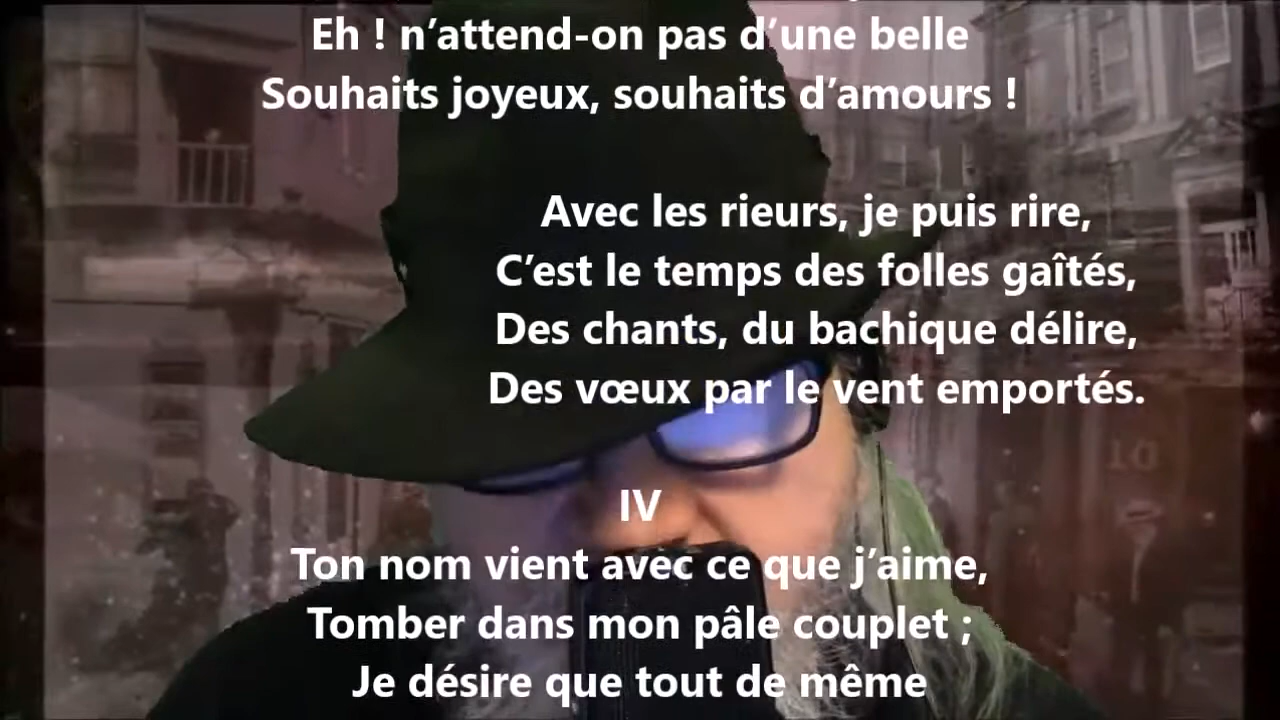 Eh ! n’attend-on pas d’une belle
Souhaits joyeux, souhaits d’amours !
Avec les rieurs, je puis rire,
C’est le temps des folles gaîtés,
Des chants, du bachique délire,
Des vœux par le vent emportés.
IV
Ton nom vient avec ce que j’aime,
Tomber dans mon pâle couplet ;
Je désire que tout de même
10